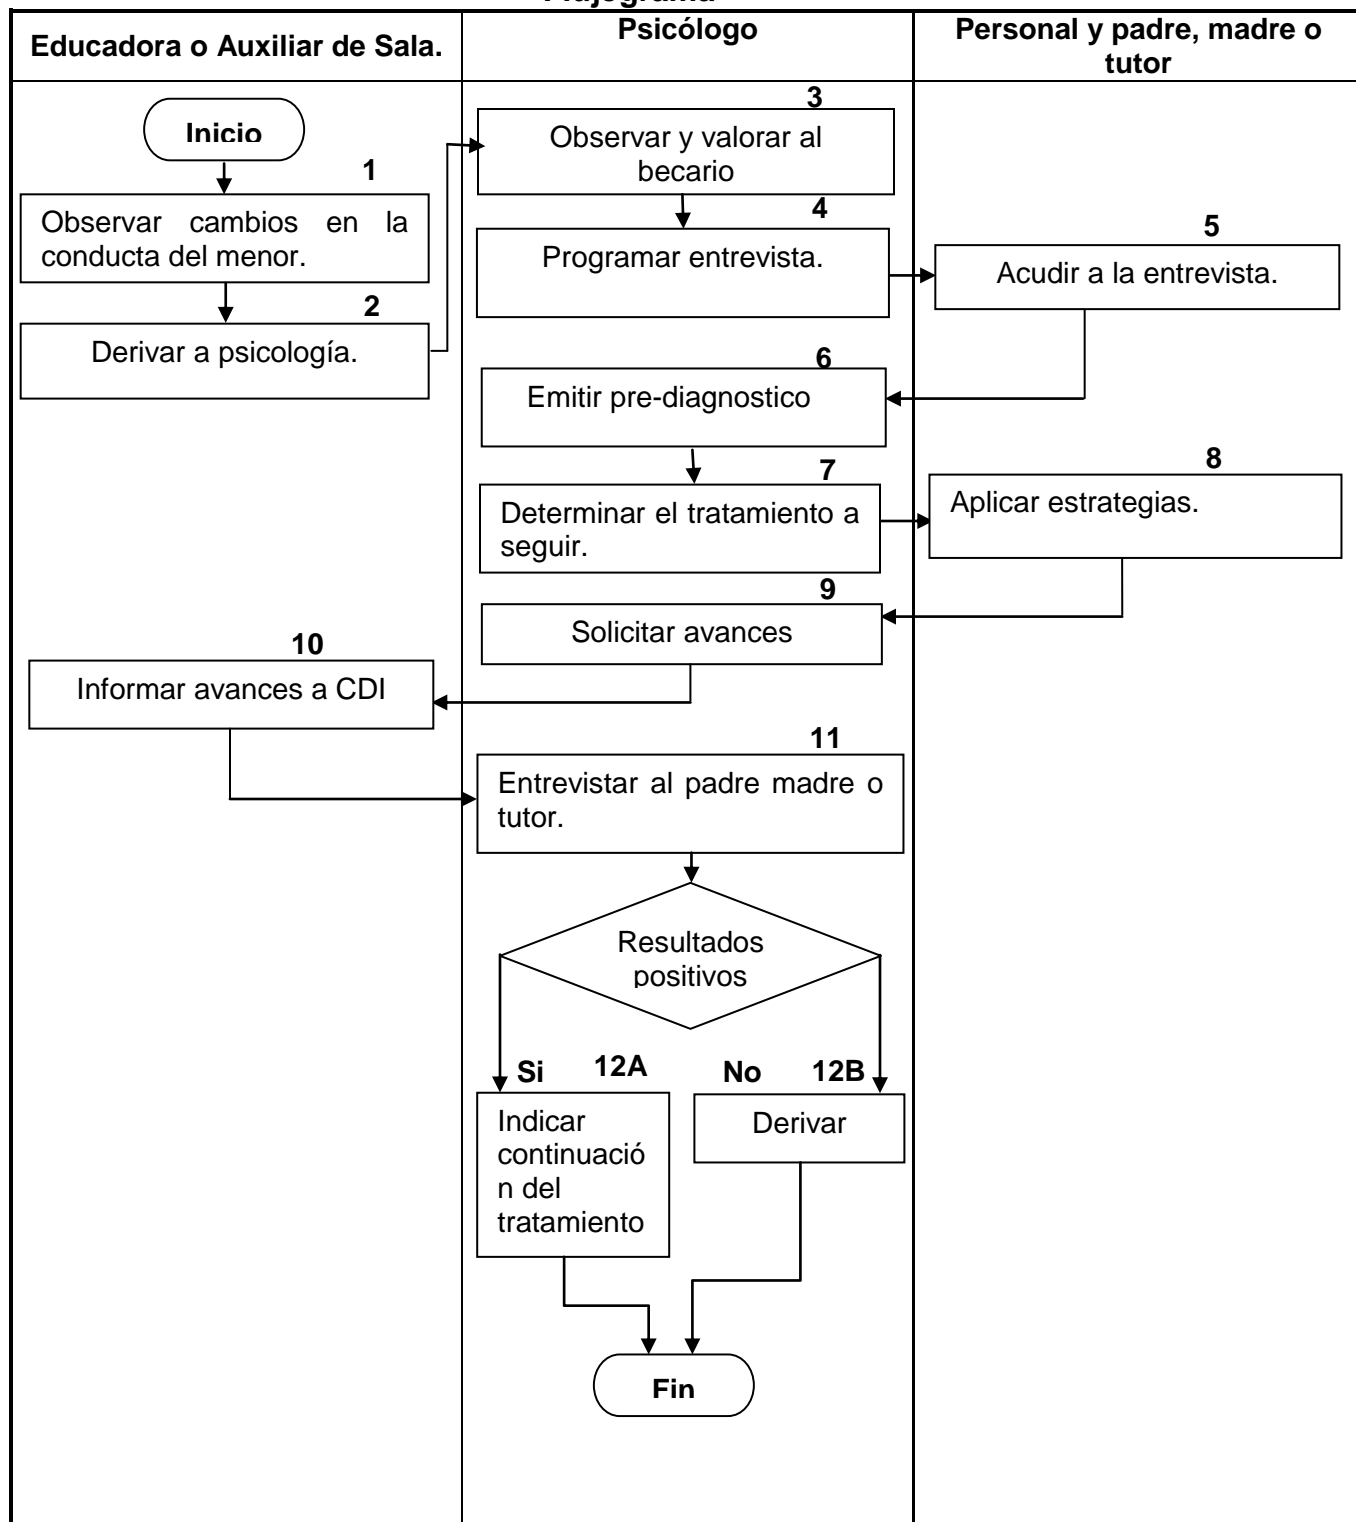 Educadora o Auxiliar de Sala.
Psicólogo
Personal y padre, madre o
tutor
Inicio
1
Observar cambios en la
conducta del menor.
2
Derivar a psicología.
3
Observar y valorar al
becario
4
Programar entrevista.
5
Acudir a la entrevista.
6
Emitir pre-diagnostico
7
Determinar el tratamiento a
seguir.
8
Aplicar estrategias.
9
Solicitar avances
10
Informar avances a CDI
11
Entrevistar al padre madre o
tutor.
Resultados
positivos
Si
12A
No
12B
Indicar
continuació
n del
tratamiento
Derivar
Fin